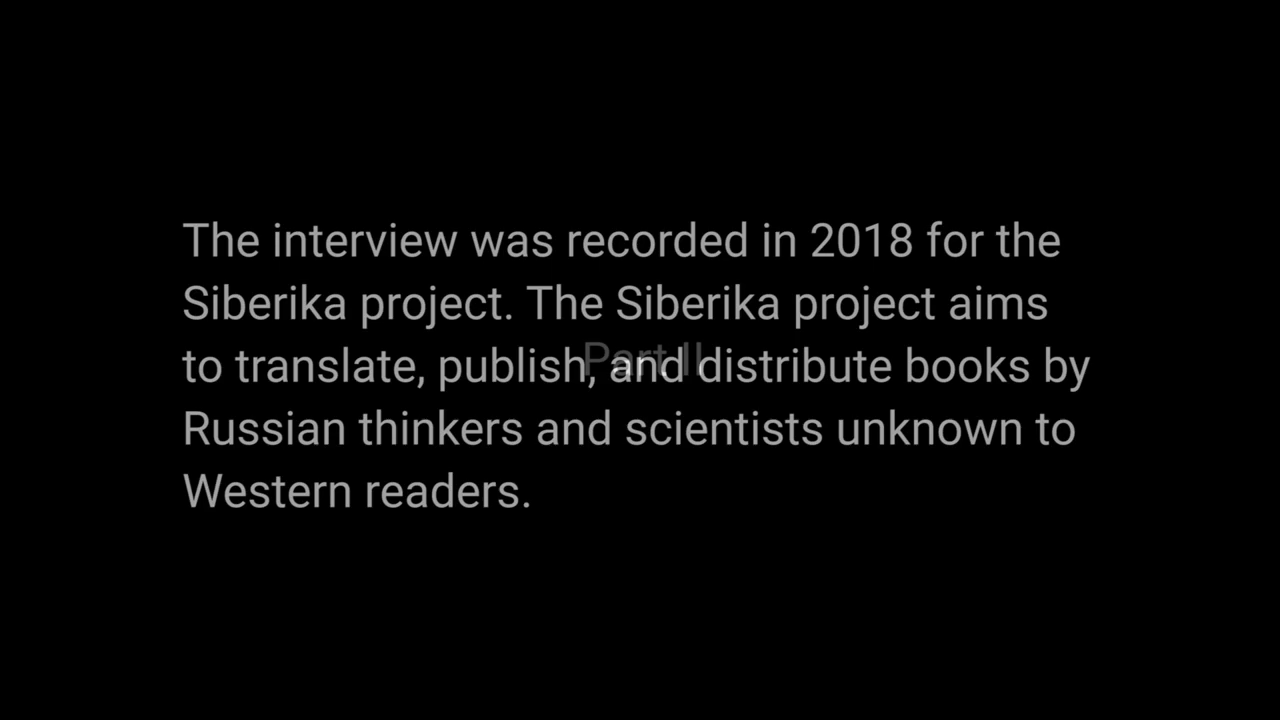 The interview was recorded in 2018 for the
Siberika project. The Siberika project aims
to translate, publish, and distribute books by
Russian thinkers and scientists unknown to
Western readers.
Part II